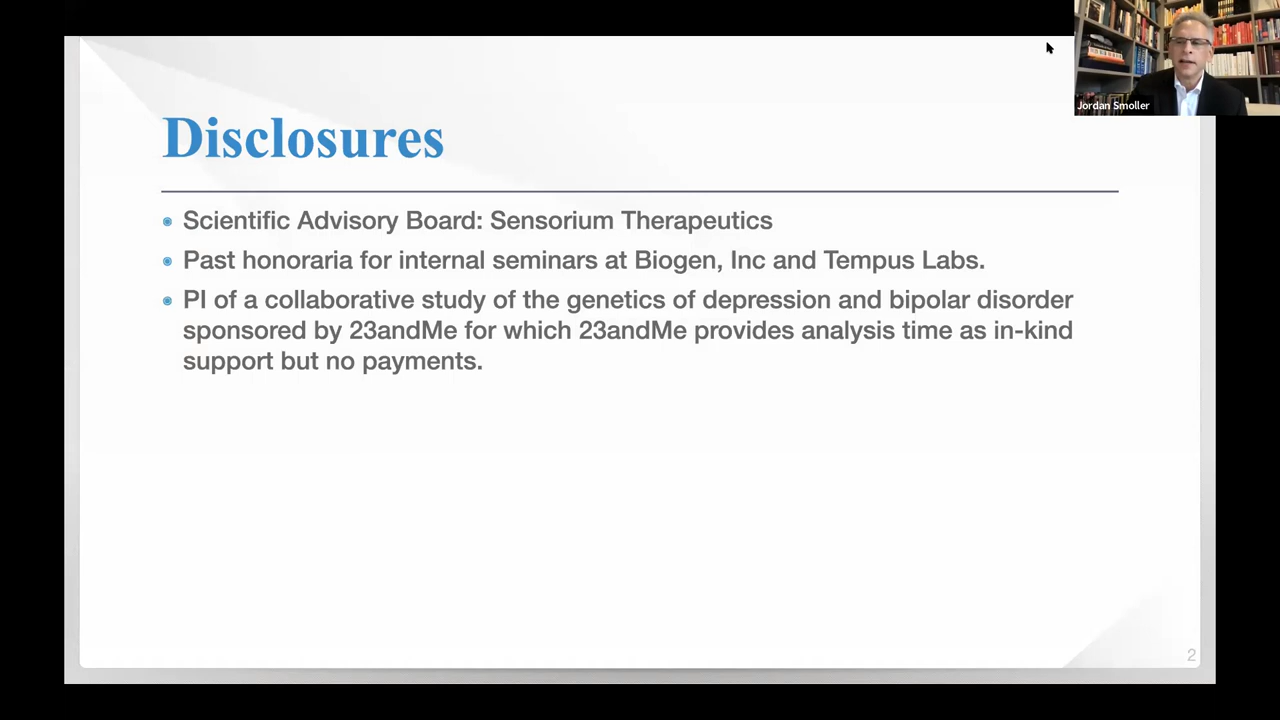 Jordan Smoller
Disclosures
Scientific Advisory Board: Sensorium Therapeutics
Past honoraria for internal seminars at Biogen, Inc and Tempus Labs.
PI of a collaborative study of the genetics of depression and bipolar disorder
sponsored by 23andMe for which 23andMe provides analysis time as in-kind
support but no payments.
2